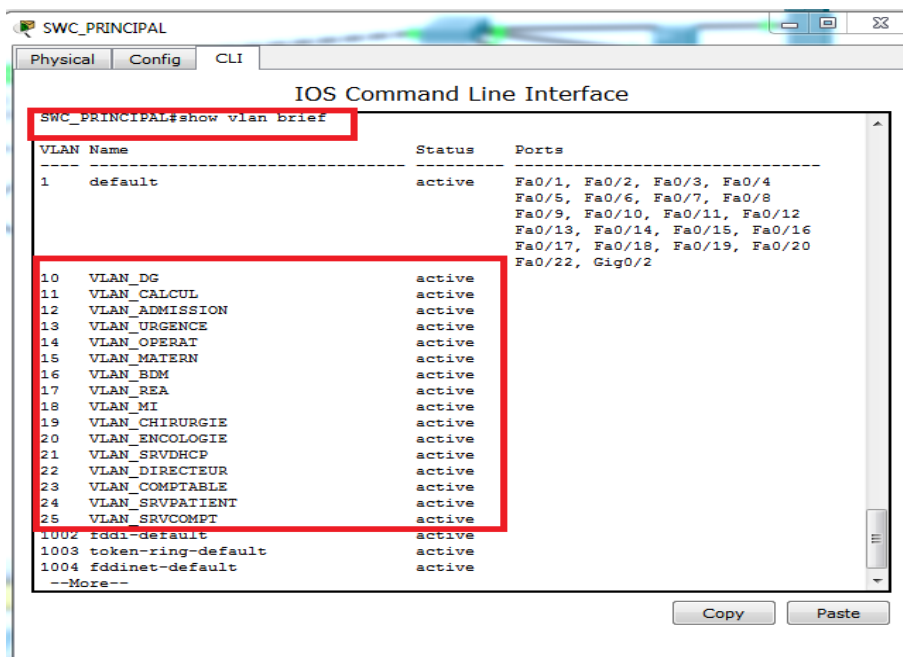 SWC_PRINCIPAL
Physical Config CLI
IOS Command Line Interface
SWC_PRINCIPAL#show vlan brief
VLAN Name Status Ports
---- -------------------------------- --------- -------------------------------
1 default active Fa0/1, Fa0/2, Fa0/3, Fa0/4
Fa0/5, Fa0/6, Fa0/7, Fa0/8
Fa0/9, Fa0/10, Fa0/11, Fa0/12
Fa0/13, Fa0/14, Fa0/15, Fa0/16
Fa0/17, Fa0/18, Fa0/19, Fa0/20
Fa0/22, Gig0/2
10 VLAN_DG active
11 VLAN_CALCUL active
12 VLAN_ADMISSION active
13 VLAN_URGENCE active
14 VLAN_OPERAT active
15 VLAN_MATERN active
16 VLAN_BDM active
17 VLAN_REA active
18 VLAN_MI active
19 VLAN_CHIRURGIE active
20 VLAN_ENCOLOGIE active
21 VLAN_SRVDHCP active
22 VLAN_DIRECTEUR active
23 VLAN_COMPTABLE active
24 VLAN_SRVPATIENT active
25 VLAN_SRVCOMPT active
1002 fddi-default active
1003 token-ring-default active
1004 fddinet-default active
--More--
Copy Paste